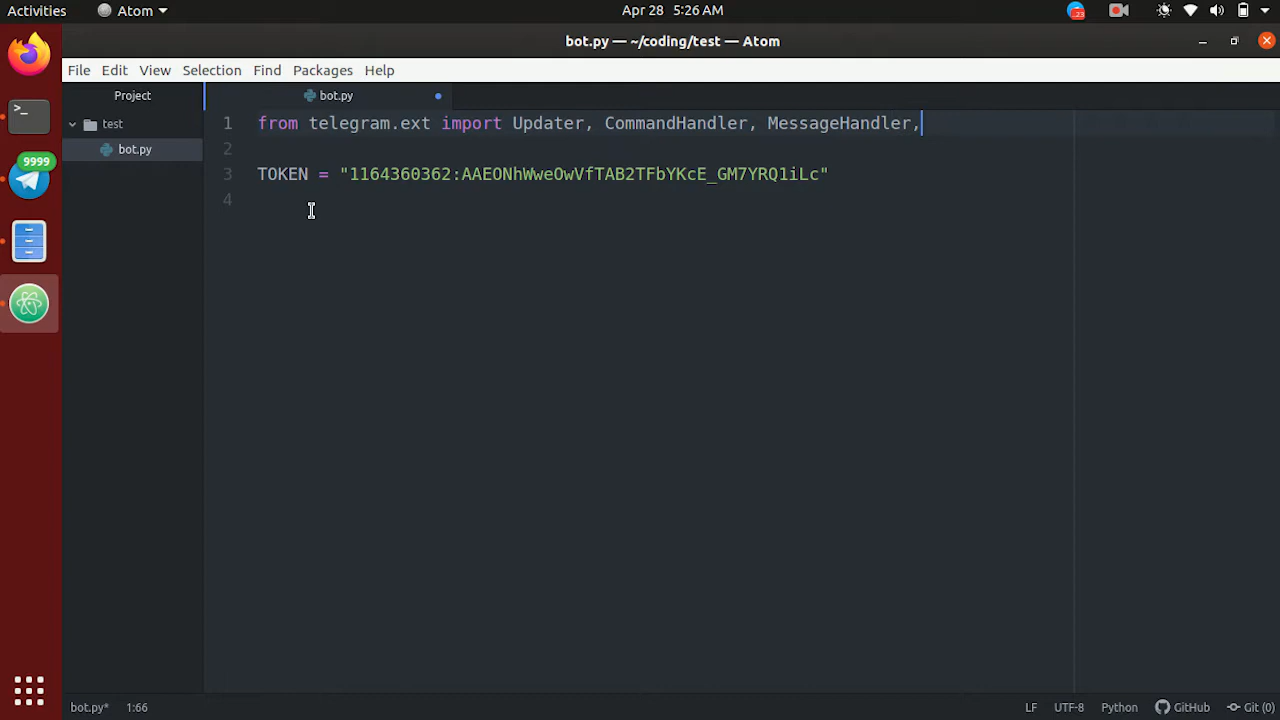 Activities
Atom
Apr 28 5:26 AM
23
bot.py — ~/coding/test — Atom
File Edit View Selection Find Packages Help
Project
bot.py
test
bot.py
9999
1 from telegram.ext import Updater, CommandHandler, MessageHandler,
2
3 TOKEN = "1164360362:AAEONhWweOwVfTAB2TFbYKcE_GM7YRQ1iLc"
4
bot.py* 1:66
LF UTF-8 Python GitHub Git (0)